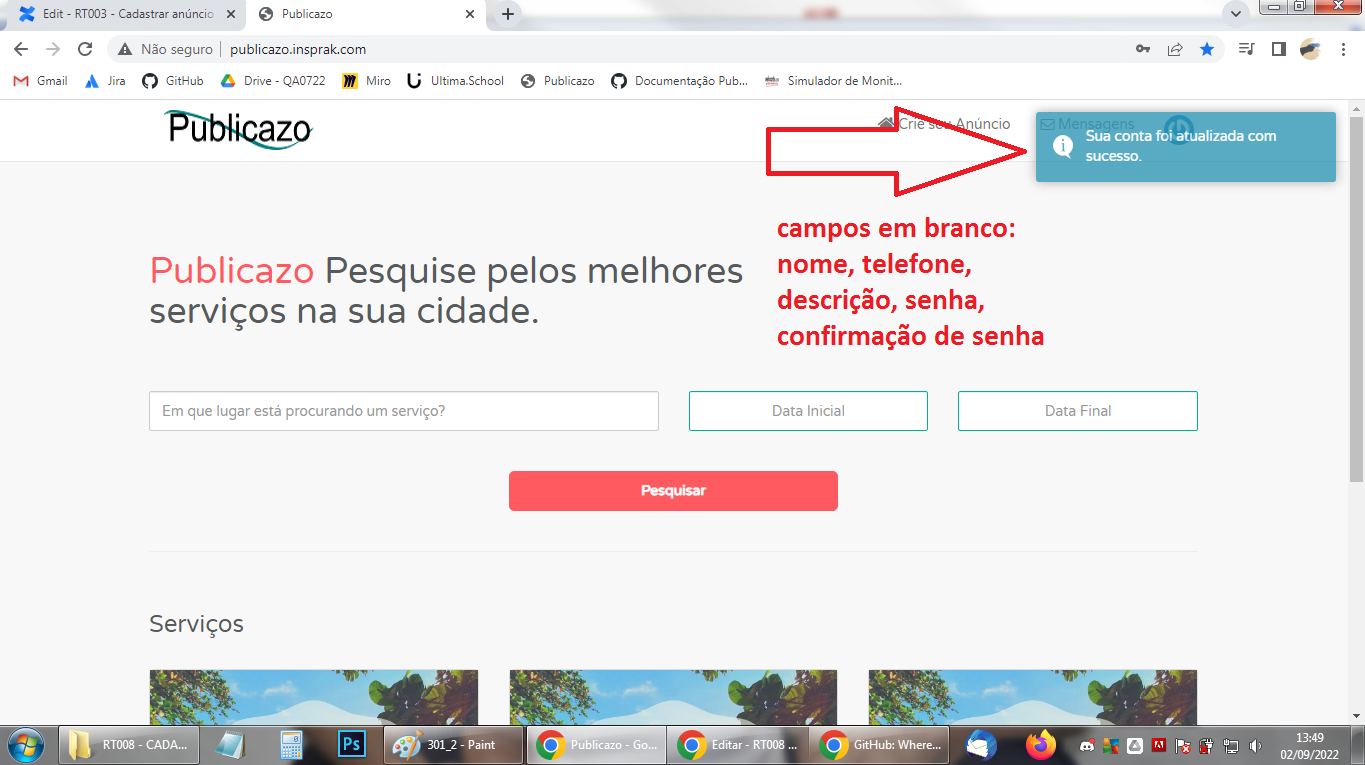 Edit - RT003 - Cadastrar anúncio
Publicazo
Não seguro
publicazo.insprak.com
Gmail
Jira
GitHub
Drive - QA0722
Miro
Ultima.School
Publicazo
Documentação Pub...
Simulador de Monit...
Publicazo
Crie seu Anúncio
Mensagens
Sua conta foi atualizada com
sucesso.
campos em branco:
nome, telefone,
descrição, senha,
confirmação de senha
Publicazo Pesquise pelos melhores
serviços na sua cidade.
Em que lugar está procurando um serviço?
Data Inicial
Data Final
Pesquisar
Serviços
RT008 - CADA...
Ps
301_2 - Paint
Publicazo - Go...
Editar - RT008 ...
GitHub: Where...
13:49
02/09/2022